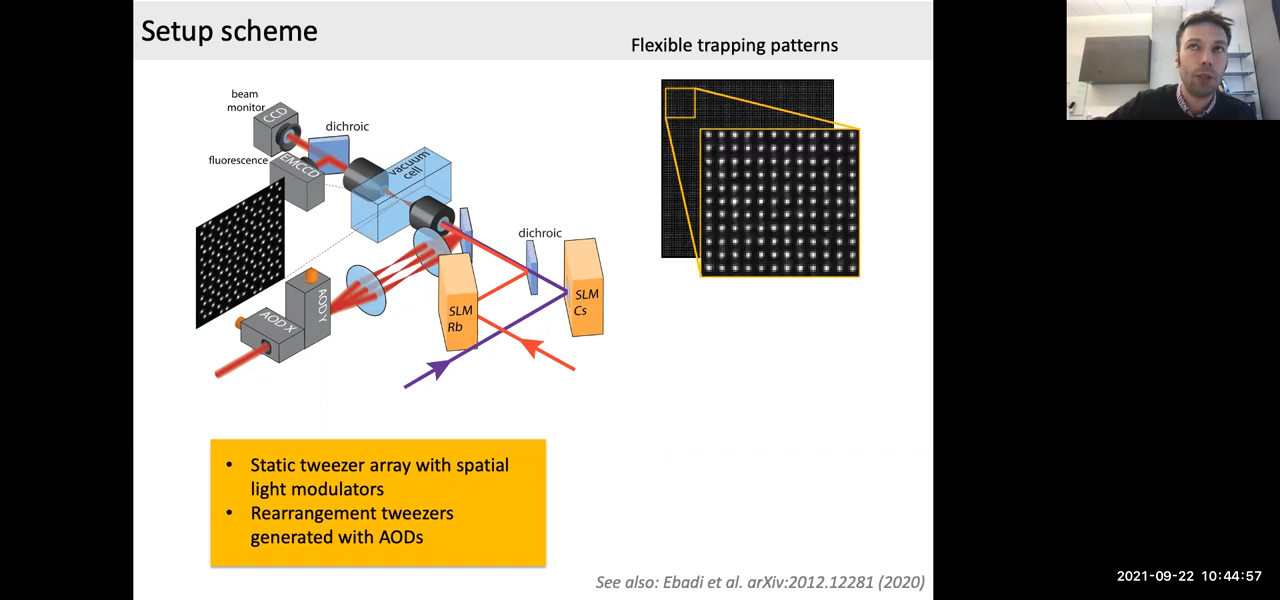 Setup scheme
Flexible trapping patterns
beam
monitor
CCD
dichroic
fluorescence
EMCCD
vacuum
cell
dichroic
SLM
Rb
SLM
Cs
AOD Y
AOD X
• Static tweezer array with spatial
light modulators
• Rearrangement tweezers
generated with AODs
See also: Ebadi et al. arXiv:2012.12281 (2020)
2021-09-22 10:44:57